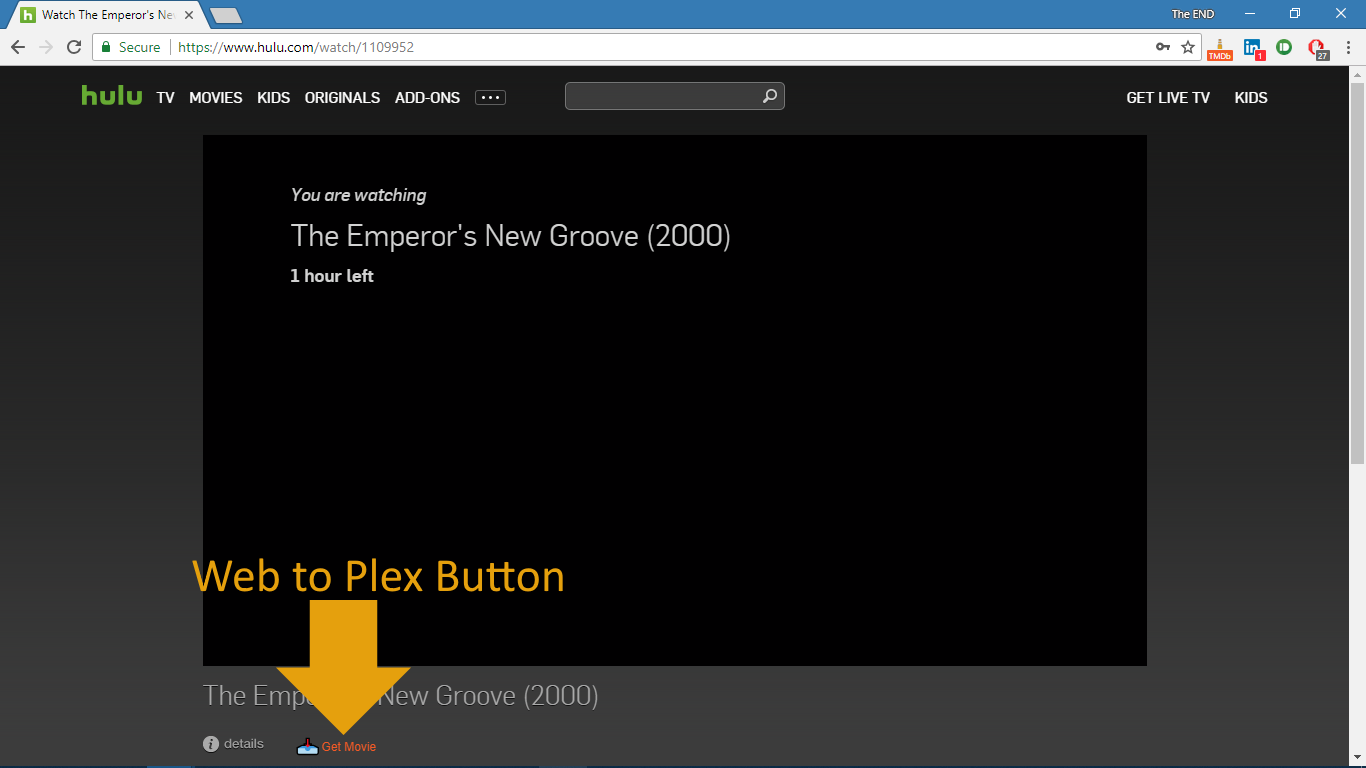 Watch The Emperor's Ne
The END
Secure
https://www.hulu.com/watch/1109952
TMDb
in
1
27
hulu TV MOVIES KIDS ORIGINALS ADD-ONS
GET LIVE TV KIDS
You are watching
The Emperor's New Groove (2000)
1 hour left
Web to Plex Button
The Emp New Groove (2000)
details
Get Movie